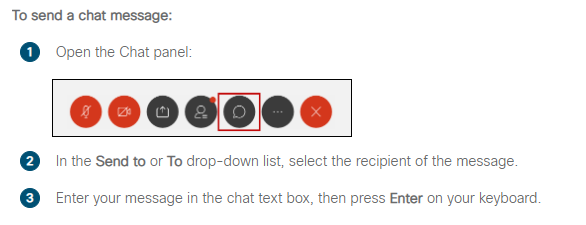 To send a chat message:
1 Open the Chat panel:
2 In the Send to or To drop-down list, select the recipient of the message.
3 Enter your message in the chat text box, then press Enter on your keyboard.